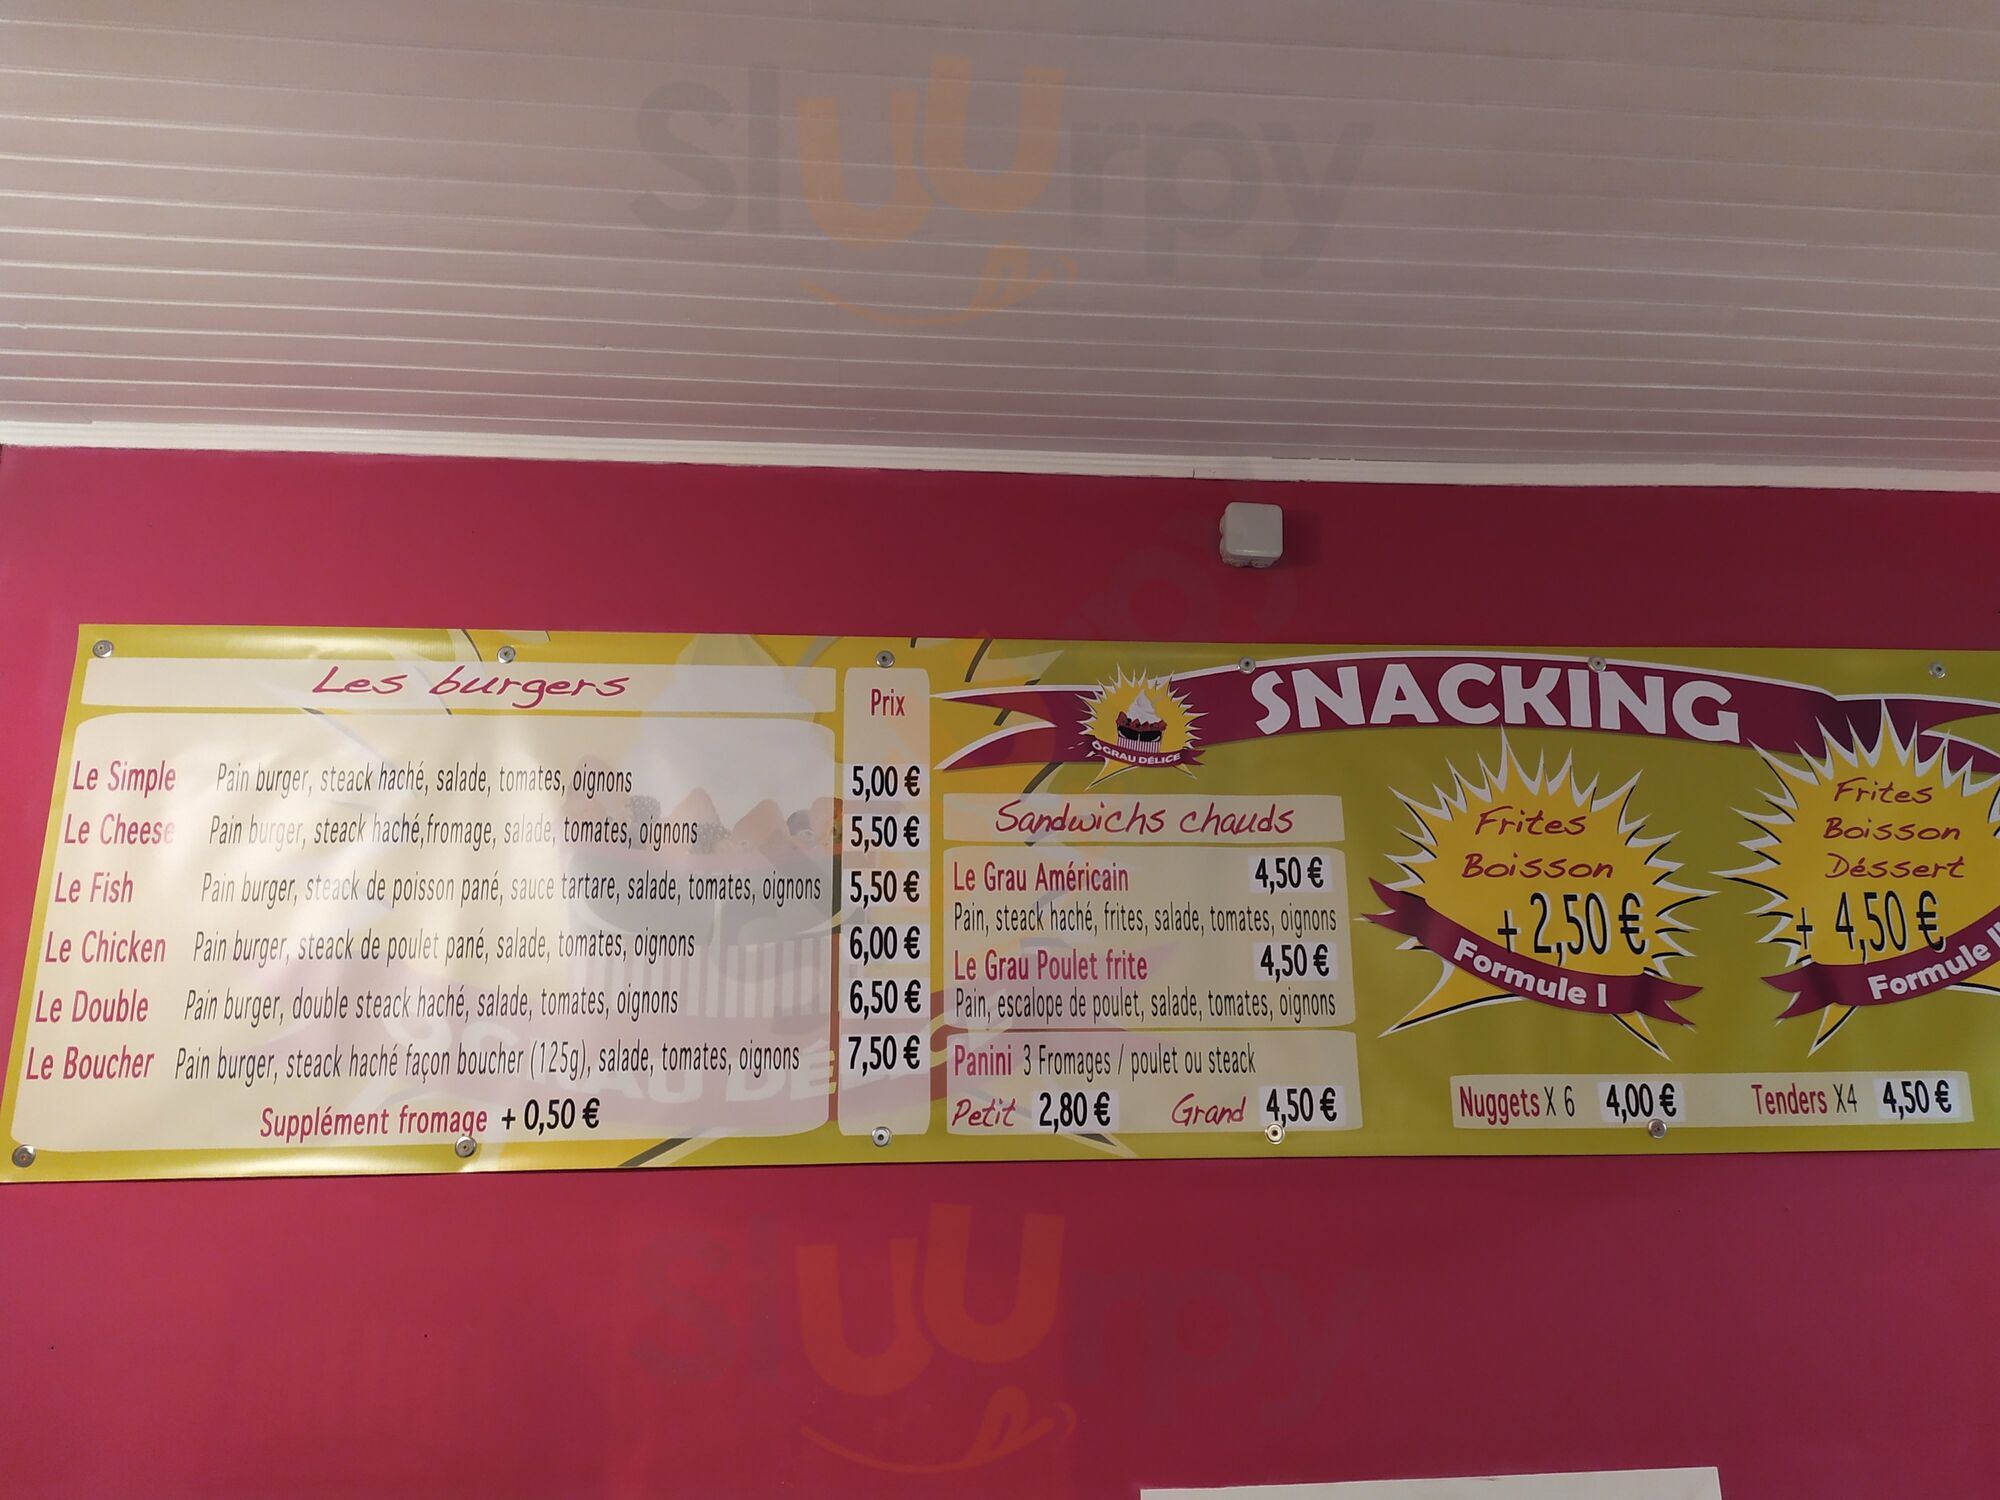 Sluurpy
Les burgers
Prix
Le Simple Pain burger, steack haché, salade, tomates, oignons 5,00 €
Le Cheese Pain burger, steack haché,fromage, salade, tomates, oignons 5,50 €
Le Fish Pain burger, steack de poisson pané, sauce tartare, salade, tomates, oignons 5,50 €
Le Chicken Pain burger, steack de poulet pané, salade, tomates, oignons 6,00 €
Le Double Pain burger, double steack haché, salade, tomates, oignons 6,50 €
Le Boucher Pain burger, steack haché façon boucher (125g), salade, tomates, oignons 7,50 €
Supplément fromage + 0,50 €
SNACKING
Ô GRAU DÉLICE
Sandwichs chauds
Le Grau Américain 4,50 €
Pain, steack haché, frites, salade, tomates, oignons
Le Grau Poulet frite 4,50 €
Pain, escalope de poulet, salade, tomates, oignons
Panini 3 Fromages / poulet ou steack
Petit 2,80 € Grand 4,50 €
Frites
Boisson
+ 2,50 €
Formule I
Frites
Boisson
Déssert
+ 4,50 €
Formule II
Nuggets X 6 4,00 € Tenders X4 4,50 €
Sluurpy